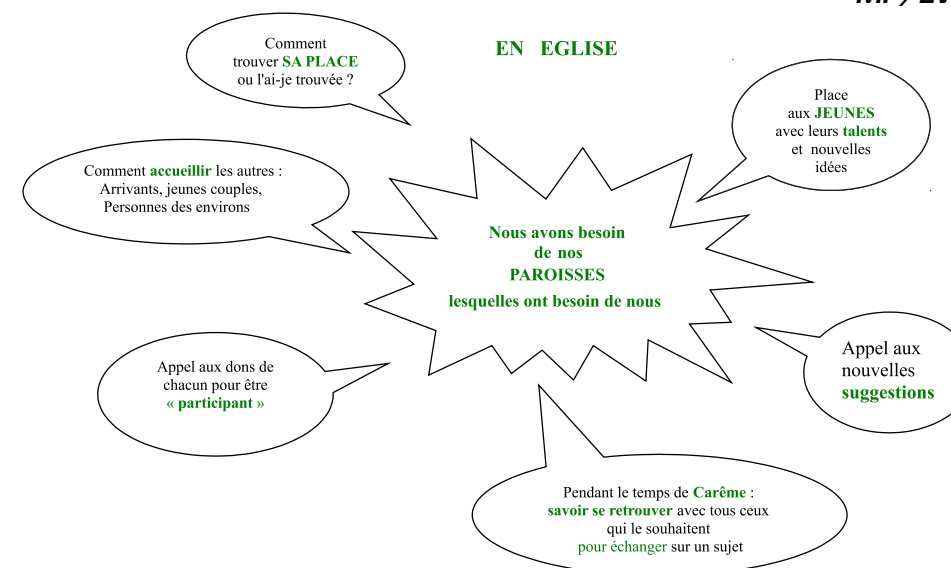 EN EGLISE
Comment
trouver SA PLACE
ou l'ai-je trouvée ?
Place
aux JEUNES
avec leurs talents
et nouvelles
idées
Comment accueillir les autres :
Arrivants, jeunes couples,
Personnes des environs
Nous avons besoin
de nos
PAROISSES
lesquelles ont besoin de nous
Appel aux dons de
chacun pour être
« participant »
Appel aux
nouvelles
suggestions
Pendant le temps de Carême :
savoir se retrouver avec tous ceux
qui le souhaitent
pour échanger sur un sujet